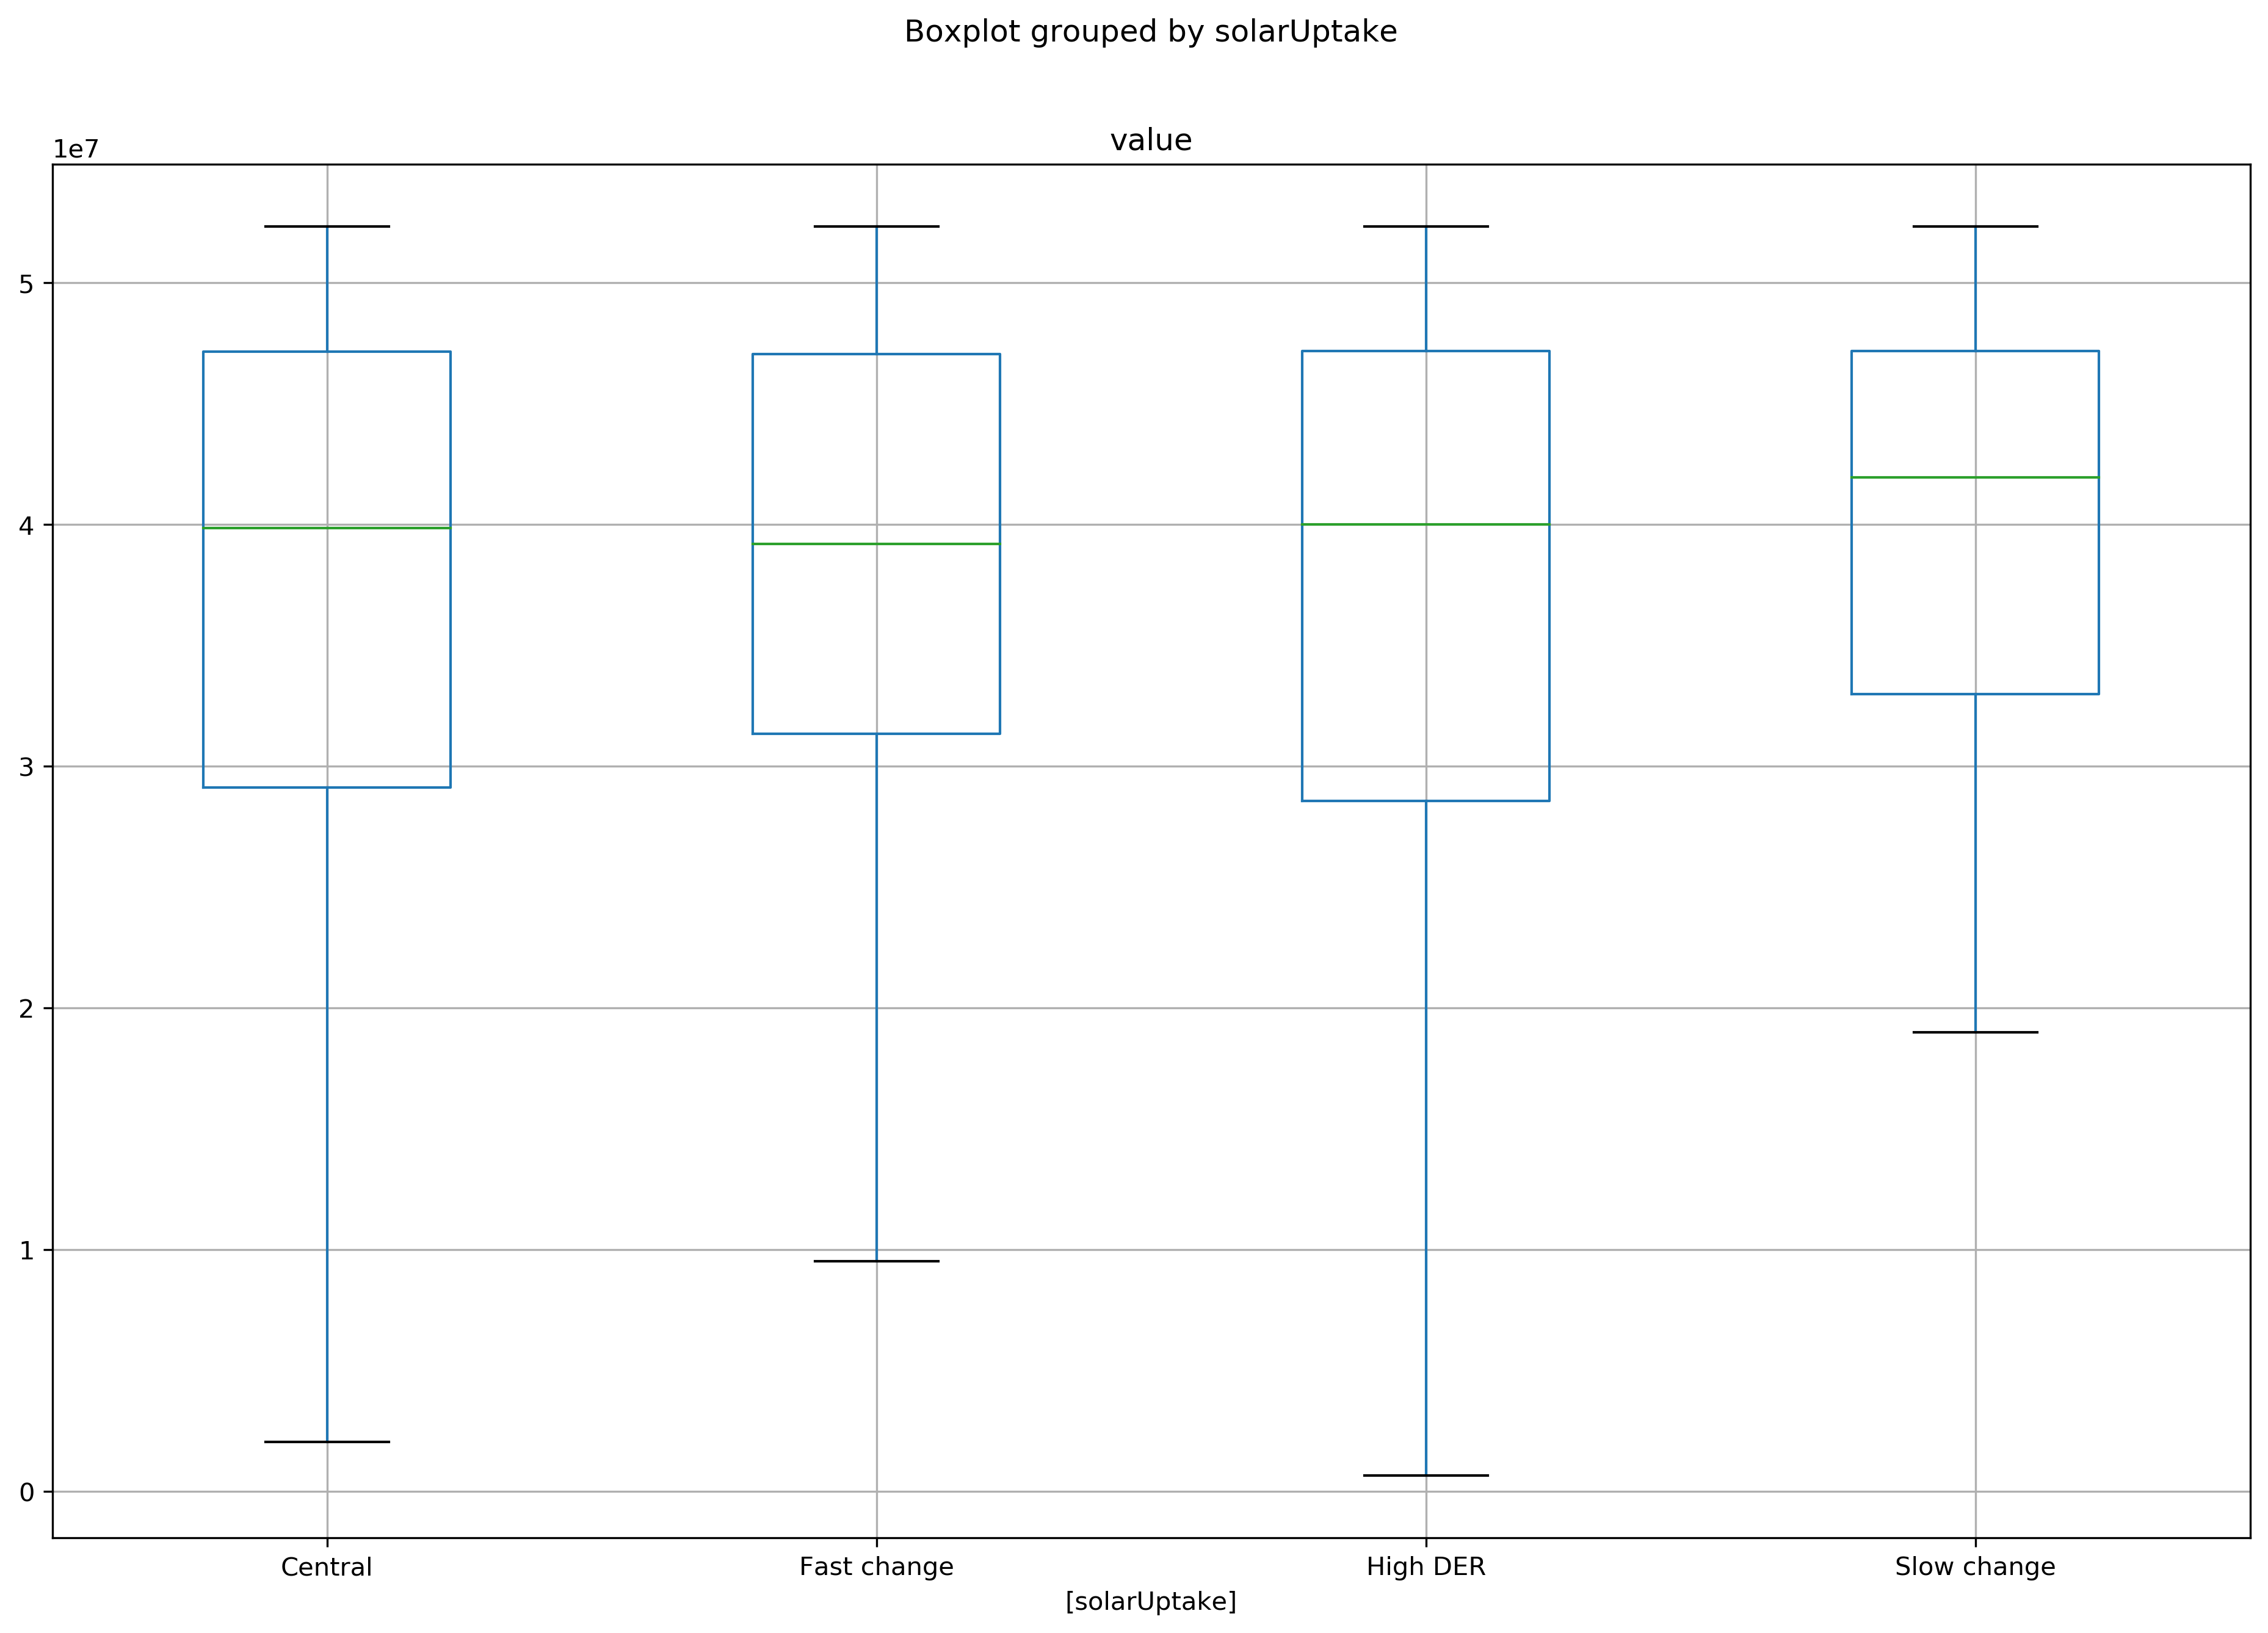 Boxplot grouped by solarUptake
value
1e7
5
4
3
2
1
0
Central Fast change High DER Slow change
[solarUptake]